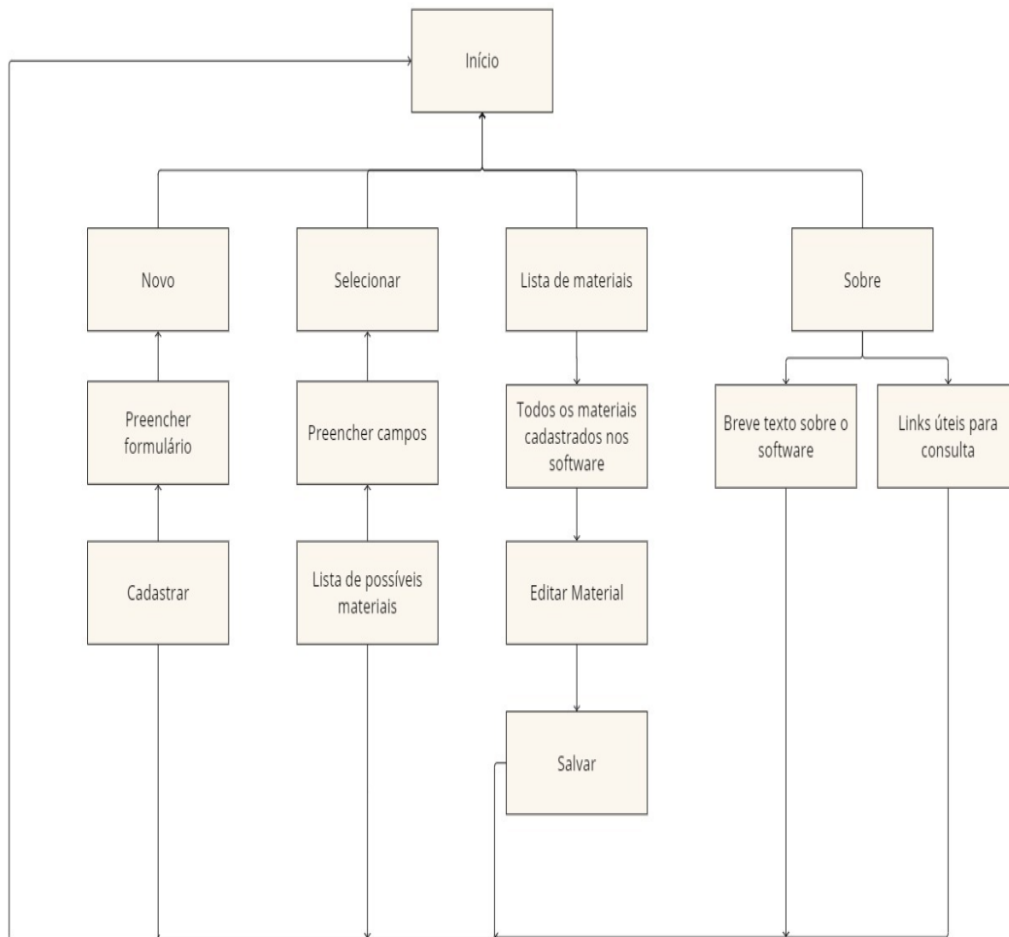 Início
Novo
Selecionar
Lista de materiais
Sobre
Preencher
formulário
Preencher campos
Todos os materiais
cadastrados nos
software
Breve texto sobre o
software
Links úteis para
consulta
Cadastrar
Lista de possíveis
materiais
Editar Material
Salvar